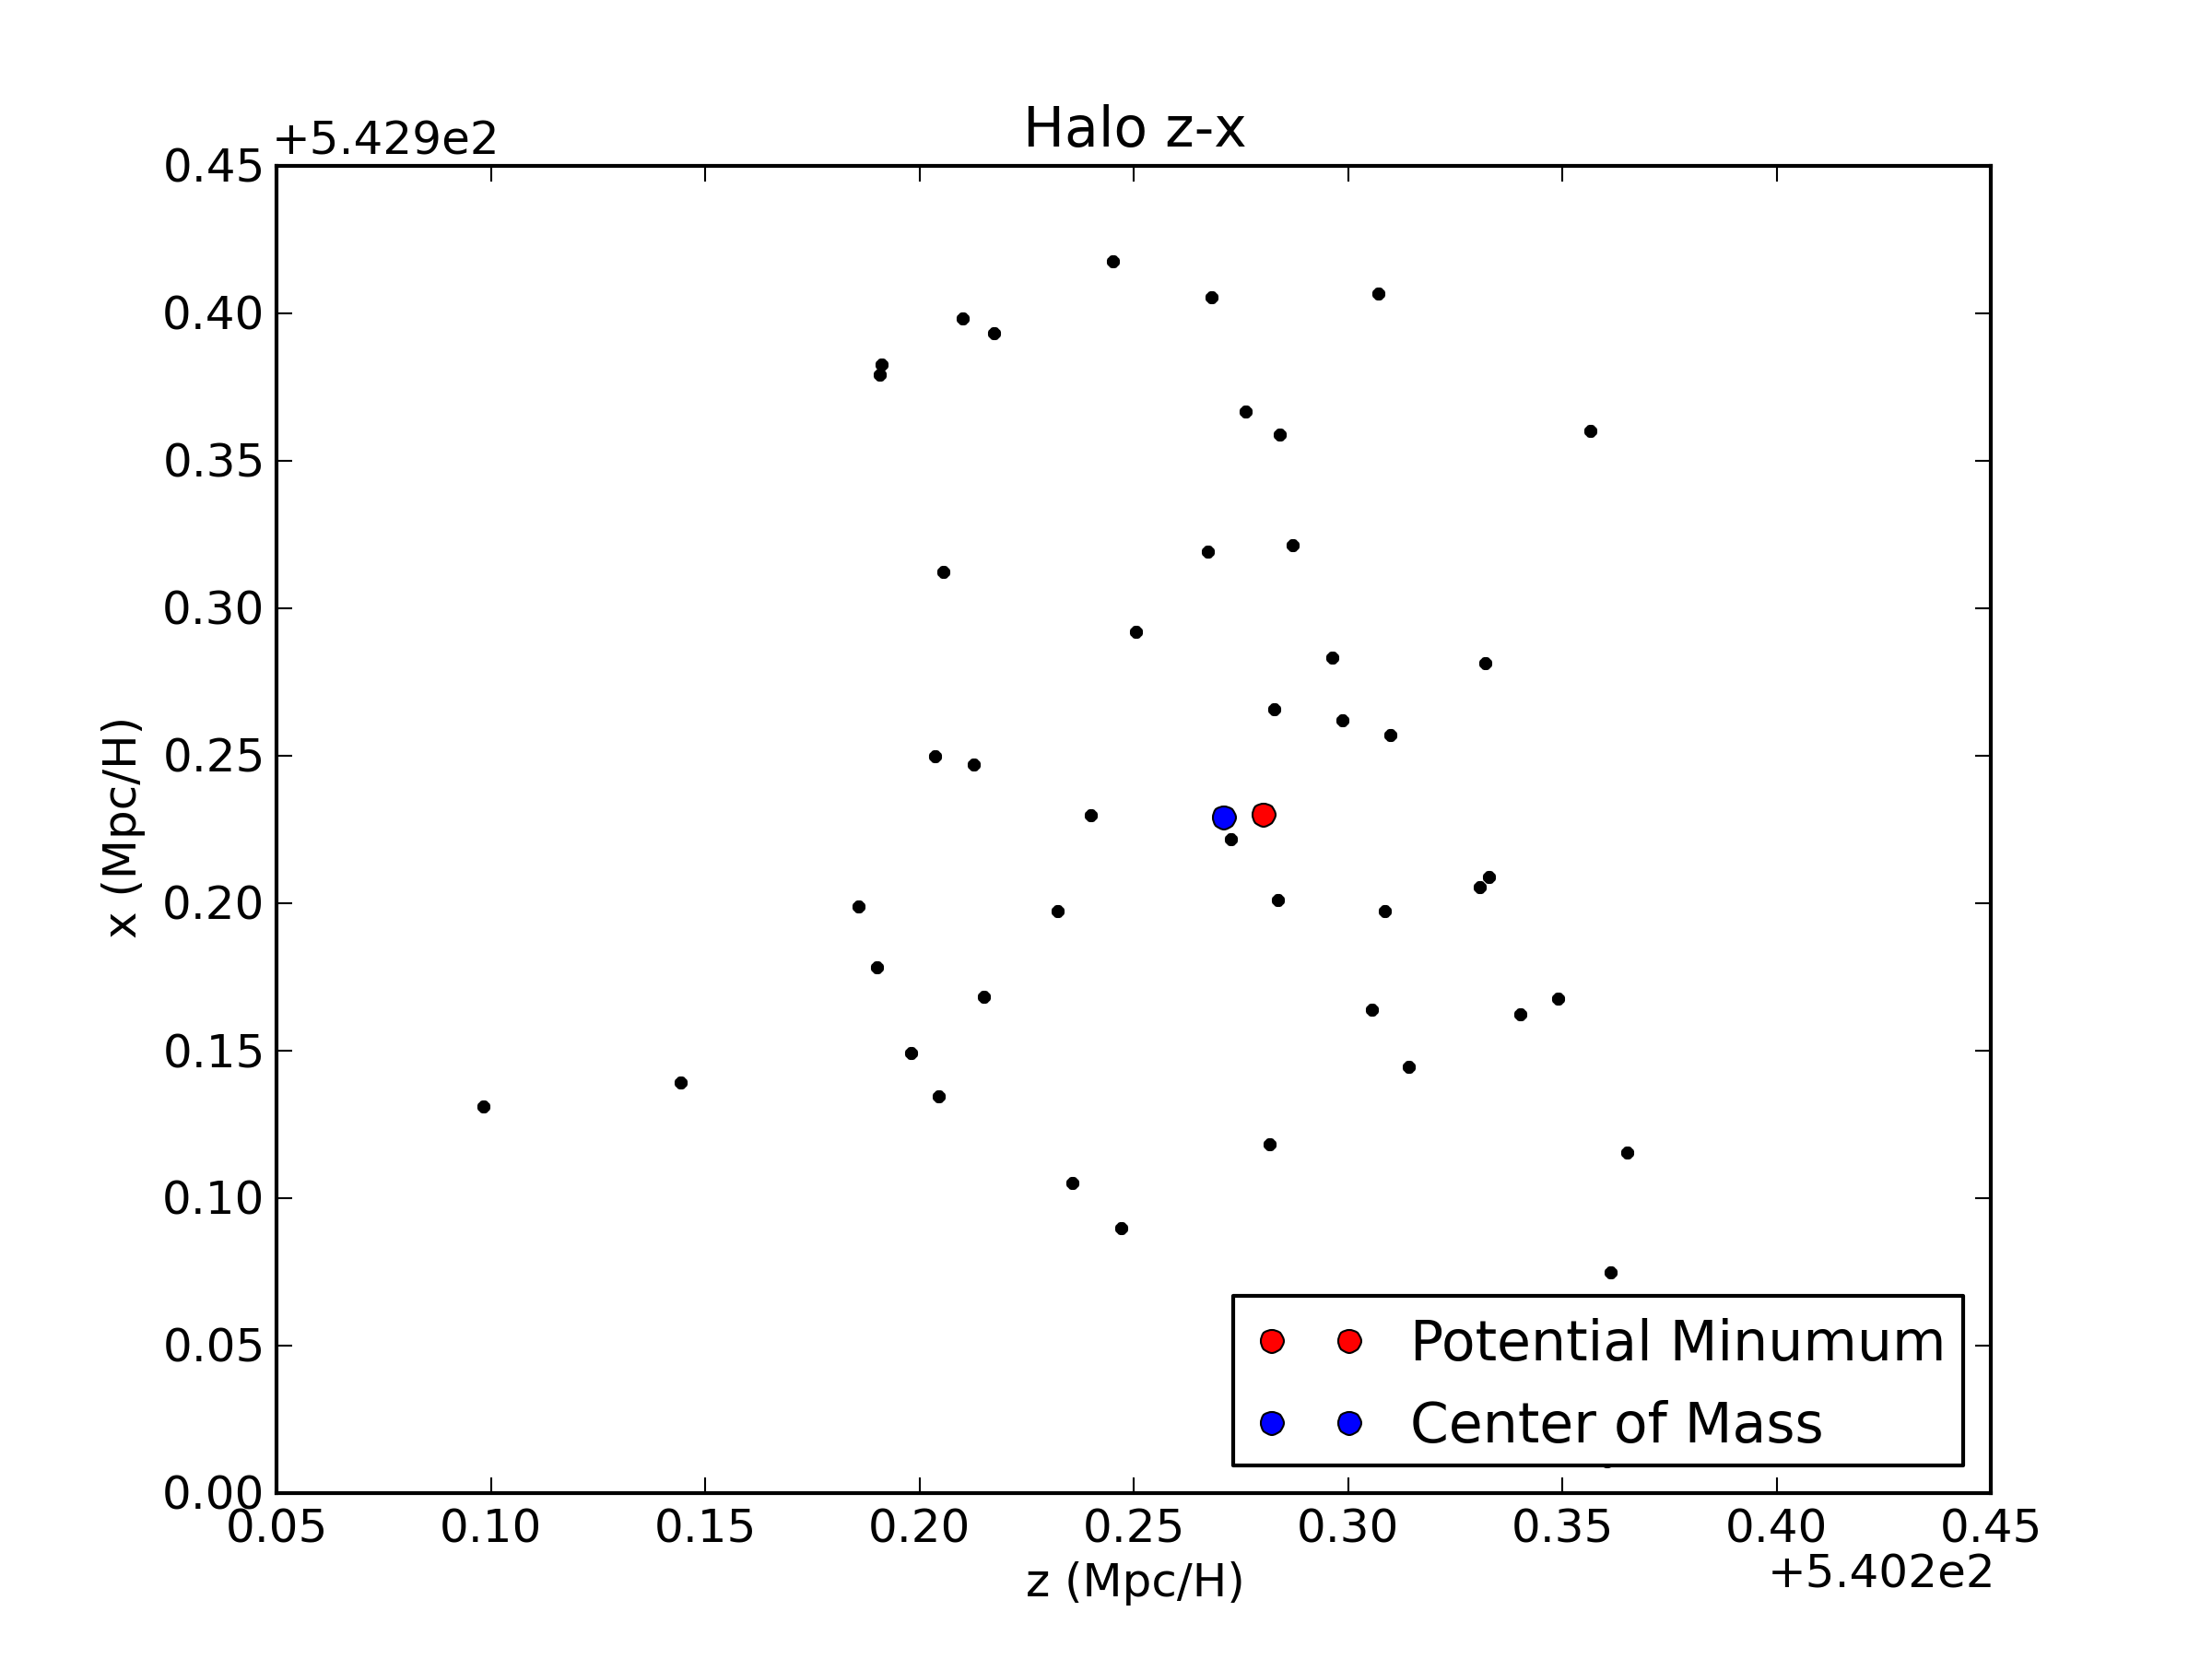 Halo z-x
+5.429e2
0.45
0.40
0.35
0.30
0.25
0.20
0.15
0.10
0.05
0.00
x (Mpc/H)
Potential Minumum
Center of Mass
0.05 0.10 0.15 0.20 0.25 0.30 0.35 0.40 0.45
z (Mpc/H)
+5.402e2